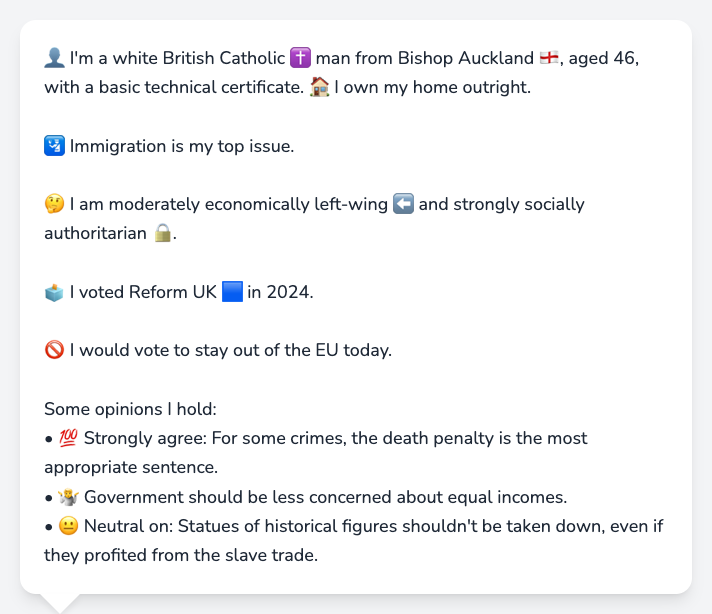 👤 I'm a white British Catholic ✝️ man from Bishop Auckland 🏴󠁧󠁢󠁥󠁮󠁧󠁿, aged 46,
with a basic technical certificate. 🏠 I own my home outright.
🛂 Immigration is my top issue.
🤔 I am moderately economically left-wing ⬅️ and strongly socially
authoritarian 🔒.
🗳️ I voted Reform UK 🟦 in 2024.
🚫 I would vote to stay out of the EU today.
Some opinions I hold:
• 💯 Strongly agree: For some crimes, the death penalty is the most
appropriate sentence.
• 🤷 Government should be less concerned about equal incomes.
• 😐 Neutral on: Statues of historical figures shouldn't be taken down, even if
they profited from the slave trade.